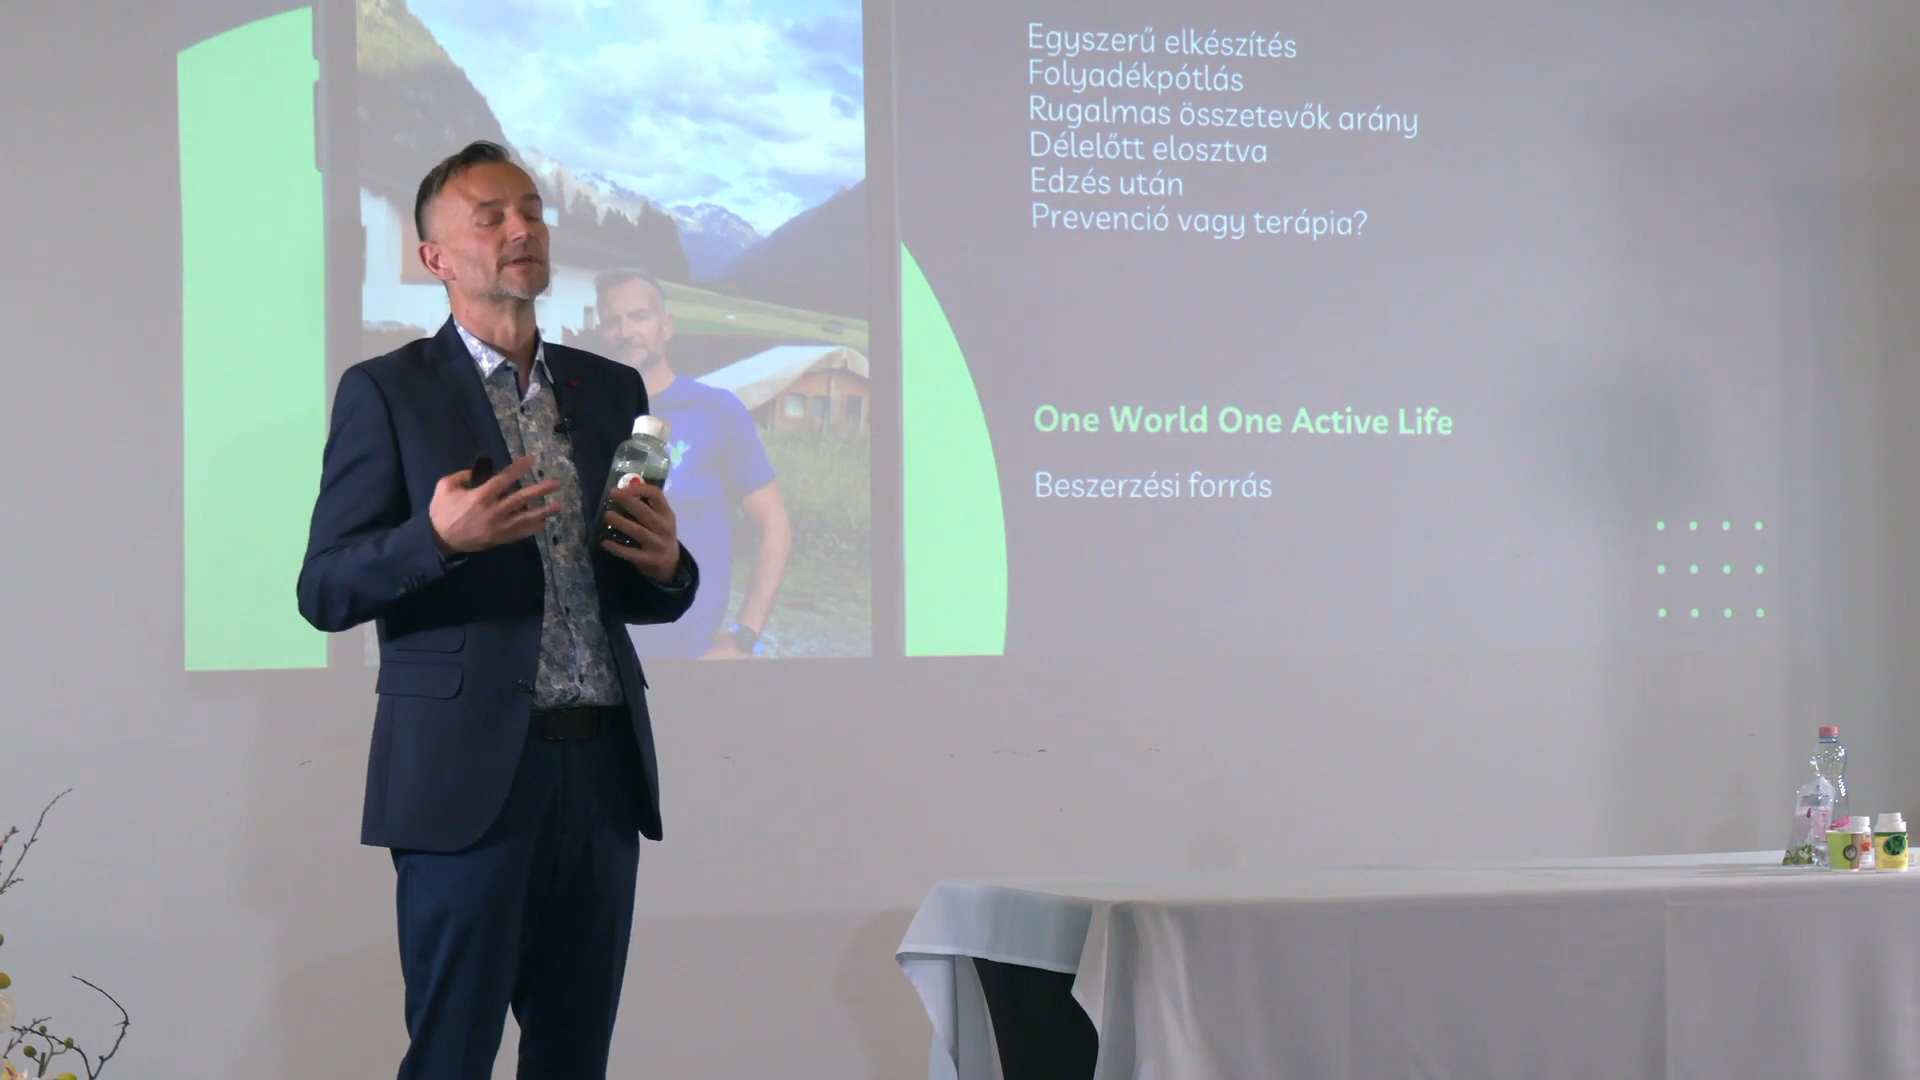 Egyszerű elkészítés
Folyadékpótlás
Rugalmas összetevők arány
Délelőtt elosztva
Edzés után
Prevenció vagy terápia?
One World One Active Life
Beszerzési forrás